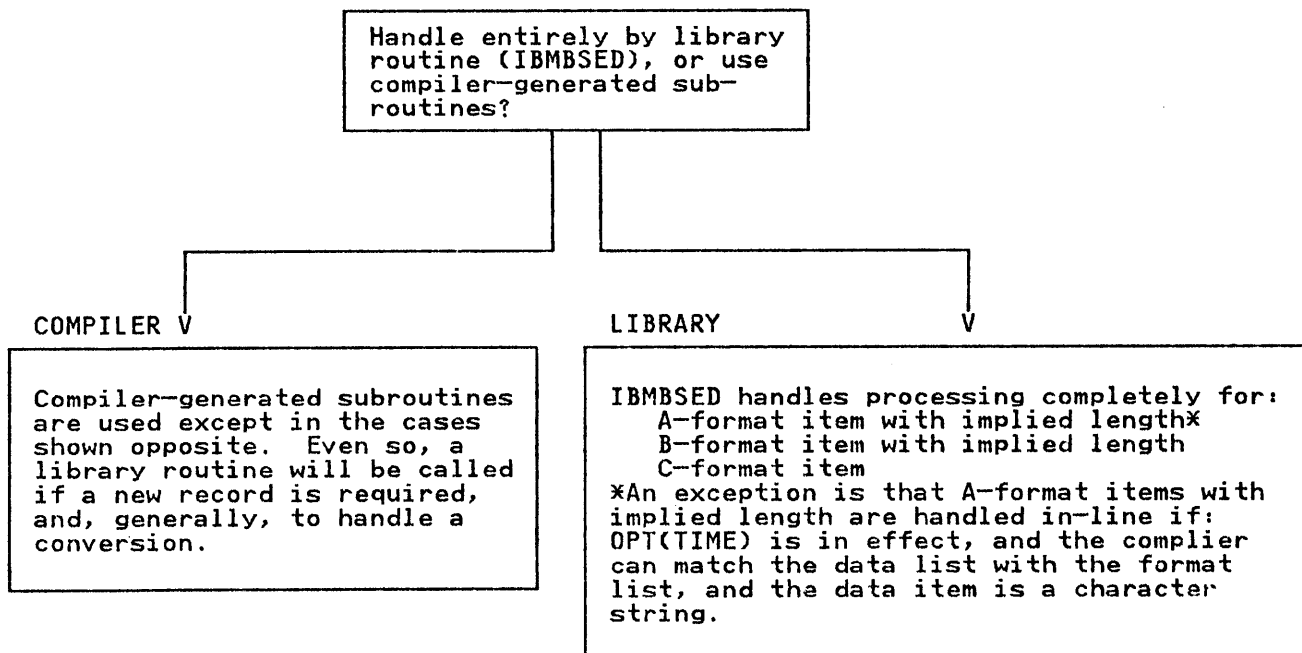 Handle entirely by library
routine (IBMBSED), or use
compiler-generated sub-
routines?
COMPILER V
Compiler-generated subroutines
are used except in the cases
shown opposite.  Even so, a
library routine will be called
if a new record is required,
and, generally, to handle a
conversion.
LIBRARY V
IBMBSED handles processing completely for:
A-format item with implied length*
B-format item with implied length
C-format item
*An exception is that A-format items with
implied length are handled in-line if:
OPT(TIME) is in effect, and the complier
can match the data list with the format
list, and the data item is a character
string.